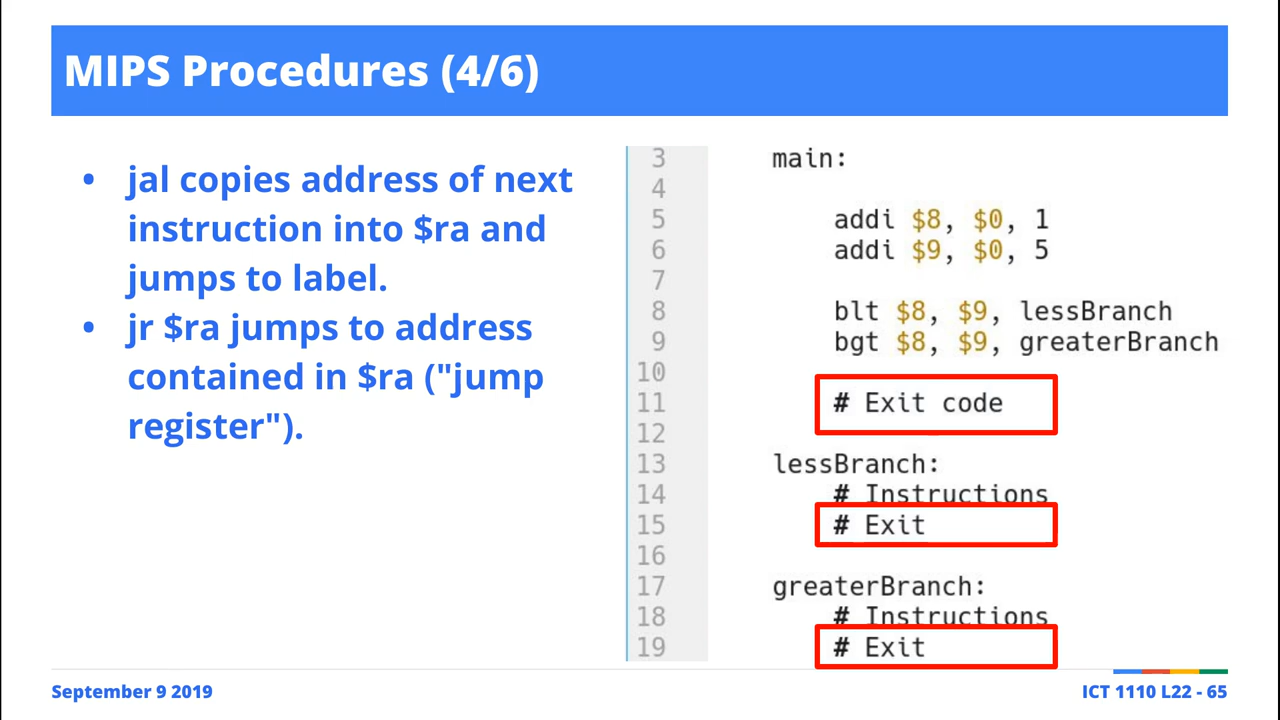 MIPS Procedures (4/6)
• jal copies address of next
instruction into $ra and
jumps to label.
• jr $ra jumps to address
contained in $ra ("jump
register").
3 main:
4
5 addi $8, $0, 1
6 addi $9, $0, 5
7
8 blt $8, $9, lessBranch
9 bgt $8, $9, greaterBranch
10
11 # Exit code
12
13 lessBranch:
14 # Instructions
15 # Exit
16
17 greaterBranch:
18 # Instructions
19 # Exit
September 9 2019
ICT 1110 L22 - 65